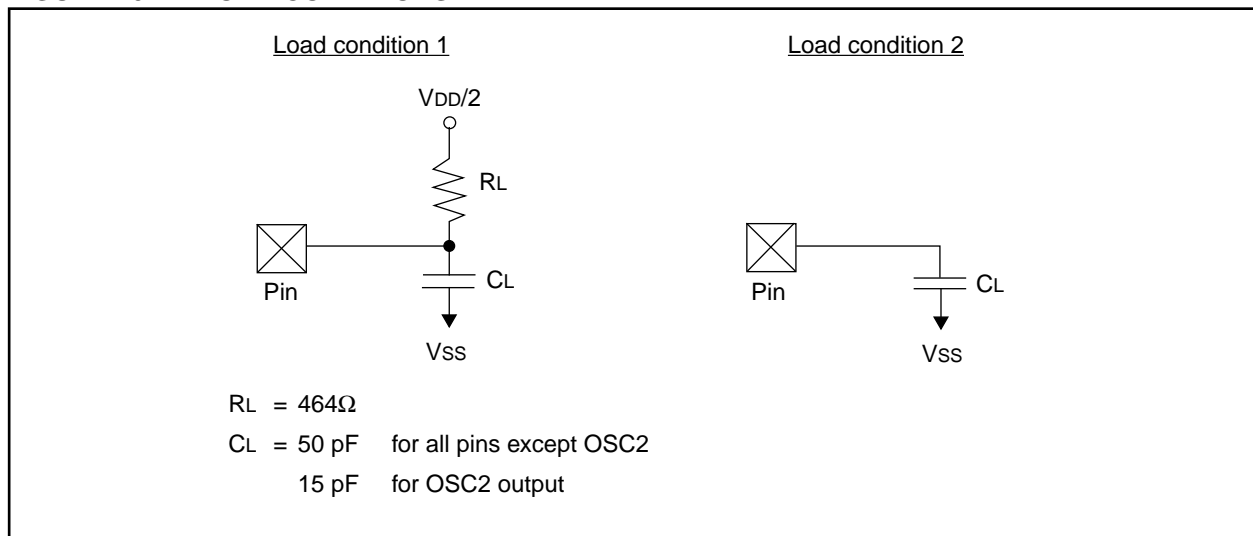 Load condition 1
Load condition 2
VDD/2
RL
Pin
CL
VSS
Pin
CL
VSS
RL = 464Ω
CL = 50 pF for all pins except OSC2
15 pF for OSC2 output